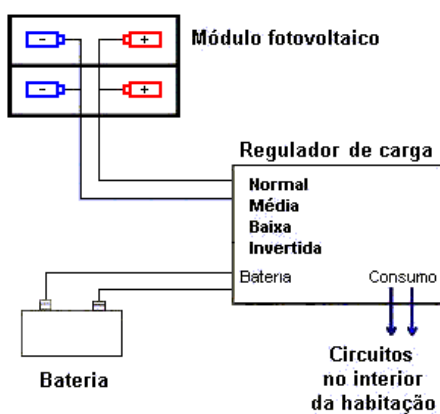 - +
Módulo fotovoltaico
- +
Regulador de carga
Normal
Média
Baixa
Invertida
Bateria Consumo
Bateria
Circuitos
no interior
da habitação